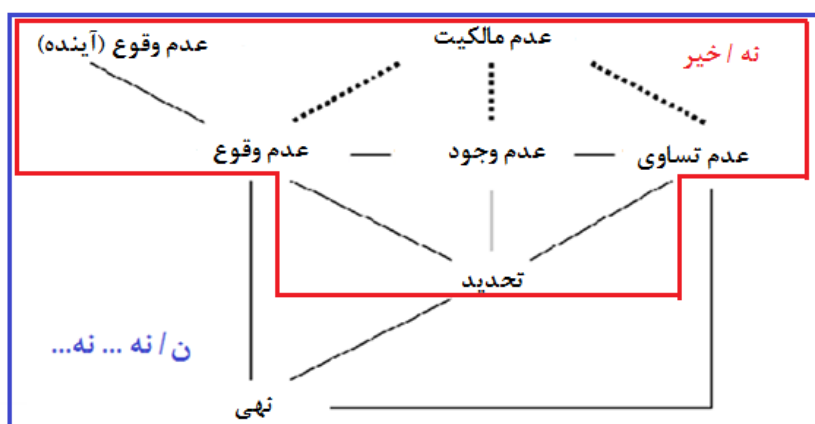 عدم وقوع (آینده)
عدم مالکیت
نه / خیر
عدم تساوی
عدم وجود
عدم وقوع
تحدید
ن / نه ... نه...
نهی